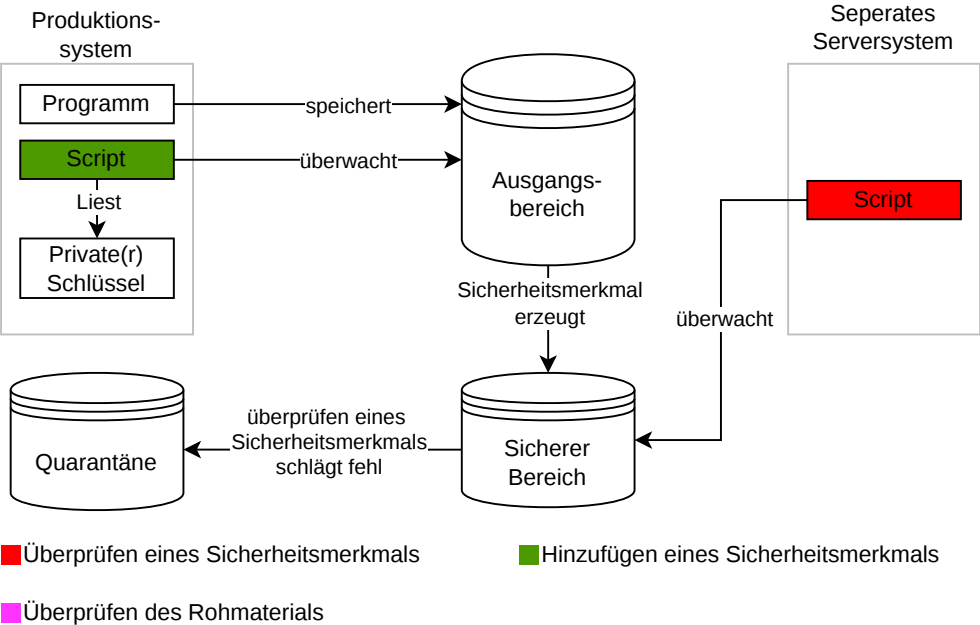 Produktions-
system
Seperates
Serversystem
Programm
speichert
Script
überwacht
Ausgangs-
bereich
Script
Liest
Private(r)
Schlüssel
Sicherheitsmerkmal
erzeugt
überwacht
Quarantäne
überprüfen eines
Sicherheitsmerkmals
schlägt fehl
Sicherer
Bereich
Überprüfen eines Sicherheitsmerkmals
Hinzufügen eines Sicherheitsmerkmals
Überprüfen des Rohmaterials